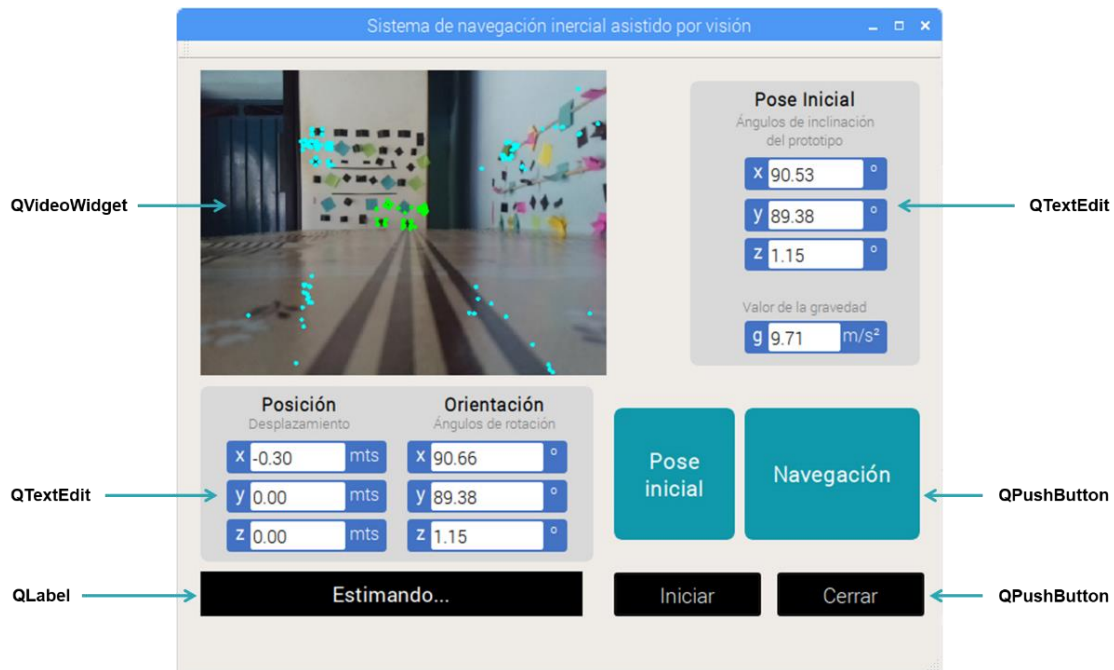 Sistema de navegación inercial asistido por visión
QVideoWidget
Pose Inicial
Ángulos de inclinación
del prototipo
x 90.53 °
y 89.38 °
z 1.15 °
QTextEdit
Valor de la gravedad
g 9.71 m/s²
Posición
Desplazamiento
x -0.30 mts
y 0.00 mts
z 0.00 mts
Orientación
Ángulos de rotación
x 90.66 °
y 89.38 °
z 1.15 °
QTextEdit
Pose
inicial
Navegación
QPushButton
QLabel
Estimando...
Iniciar
Cerrar
QPushButton